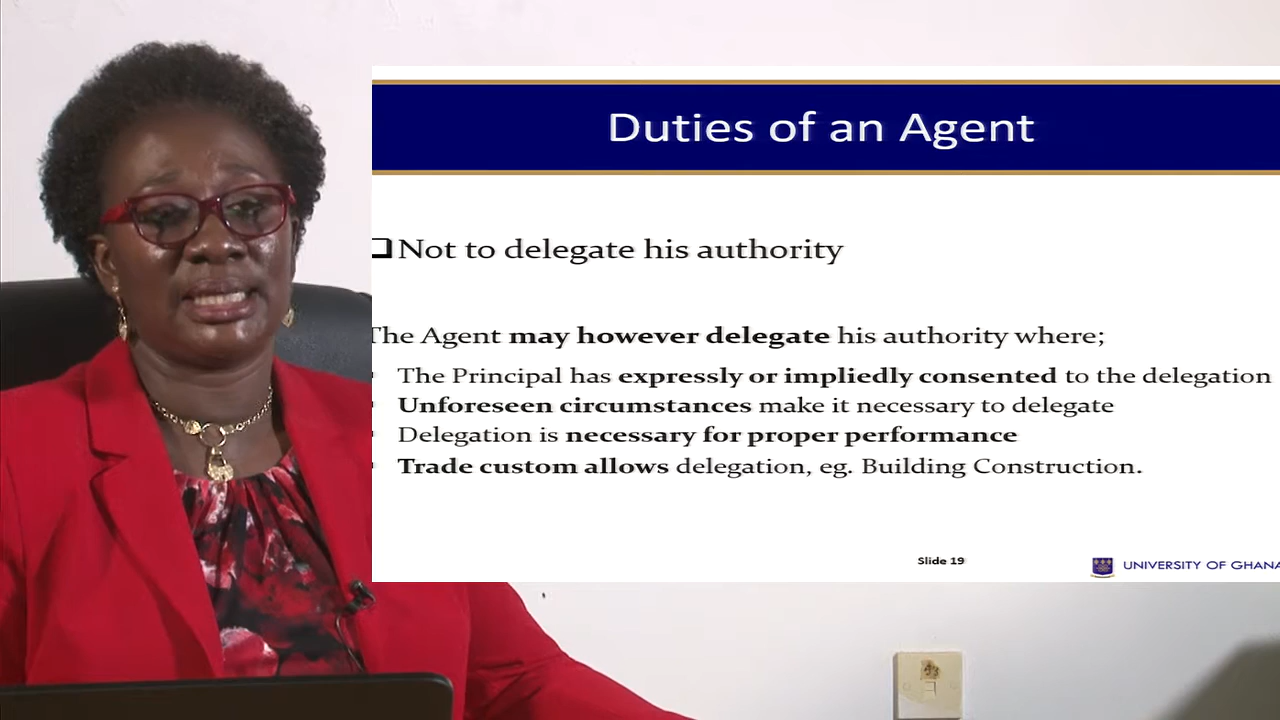 Duties of an Agent
Not to delegate his authority
The Agent may however delegate his authority where;
The Principal has expressly or impliedly consented to the delegation
Unforeseen circumstances make it necessary to delegate
Delegation is necessary for proper performance
Trade custom allows delegation, eg. Building Construction.
Slide 19
UNIVERSITY OF GHANA